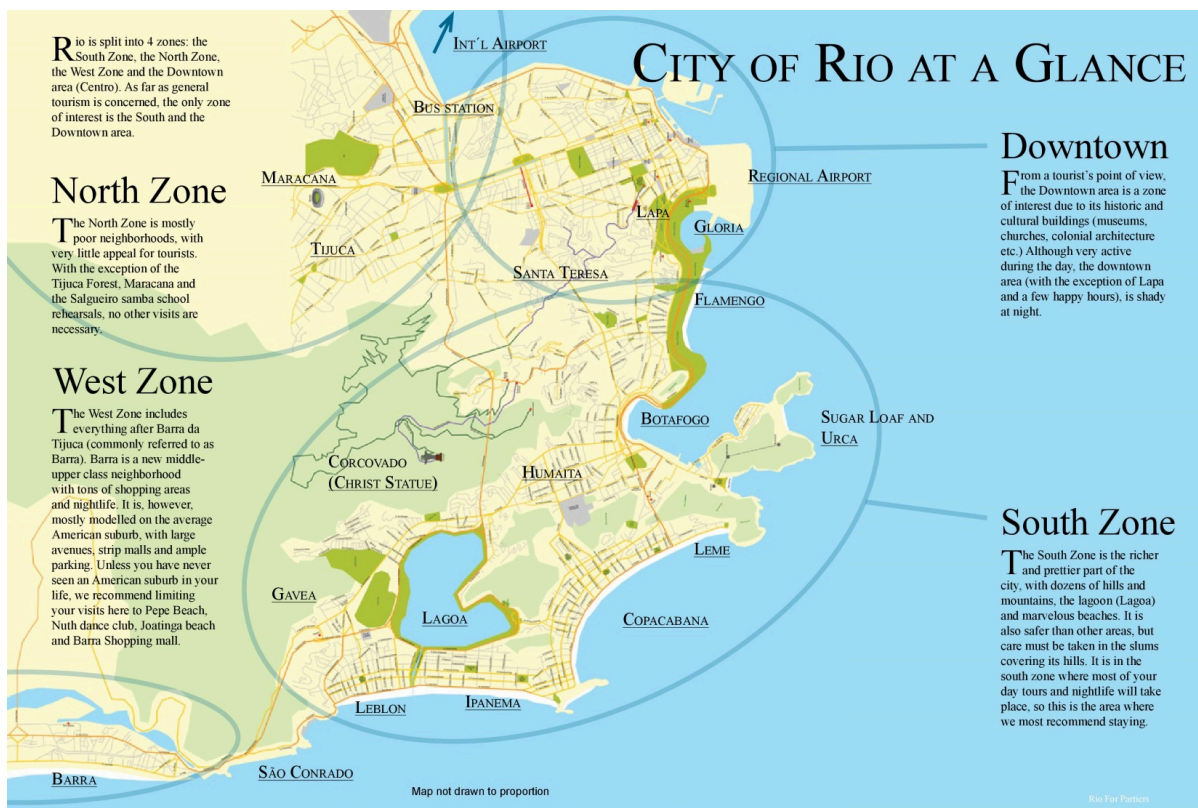 CITY OF RIO AT A GLANCE
Rio is split into 4 zones: the
South Zone, the North Zone,
the West Zone and the Downtown
area (Centro). As far as general
tourism is concerned, the only zone
of interest is the South and the
Downtown area.
North Zone
The North Zone is mostly
poor neighborhoods, with
very little appeal for tourists.
With the exception of the
Tijuca Forest, Maracana and
the Salgueiro samba school
rehearsals, no other visits are
necessary.
West Zone
The West Zone includes
everything after Barra da
Tijuca (commonly referred to as
Barra). Barra is a new middle-
upper class neighborhood
with tons of shopping areas
and nightlife. It is, however,
mostly modelled on the average
American suburb, with large
avenues, strip malls and ample
parking. Unless you have never
seen an American suburb in your
life, we recommend limiting
your visits here to Pepe Beach,
Nuth dance club, Joatinga beach
and Barra Shopping mall.
INT´L AIRPORT
BUS STATION
MARACANA
TIJUCA
LAPA
SANTA TERESA
REGIONAL AIRPORT
GLORIA
FLAMENGO
BOTAFOGO
SUGAR LOAF AND
URCA
CORCOVADO
(CHRIST STATUE)
HUMAITA
LEME
GAVEA
LAGOA
COPACABANA
LEBLON
IPANEMA
SÃO CONRADO
BARRA
Downtown
From a tourist's point of view,
the Downtown area is a zone
of interest due to its historic and
cultural buildings (museums,
churches, colonial architecture
etc.) Although very active
during the day, the downtown
area (with the exception of Lapa
and a few happy hours), is shady
at night.
South Zone
The South Zone is the richer
and prettier part of the
city, with dozens of hills and
mountains, the lagoon (Lagoa)
and marvelous beaches. It is
also safer than other areas, but
care must be taken in the slums
covering its hills. It is in the
south zone where most of your
day tours and nightlife will take
place, so this is the area where
we most recommend staying.
Map not drawn to proportion
Rio For Partiers